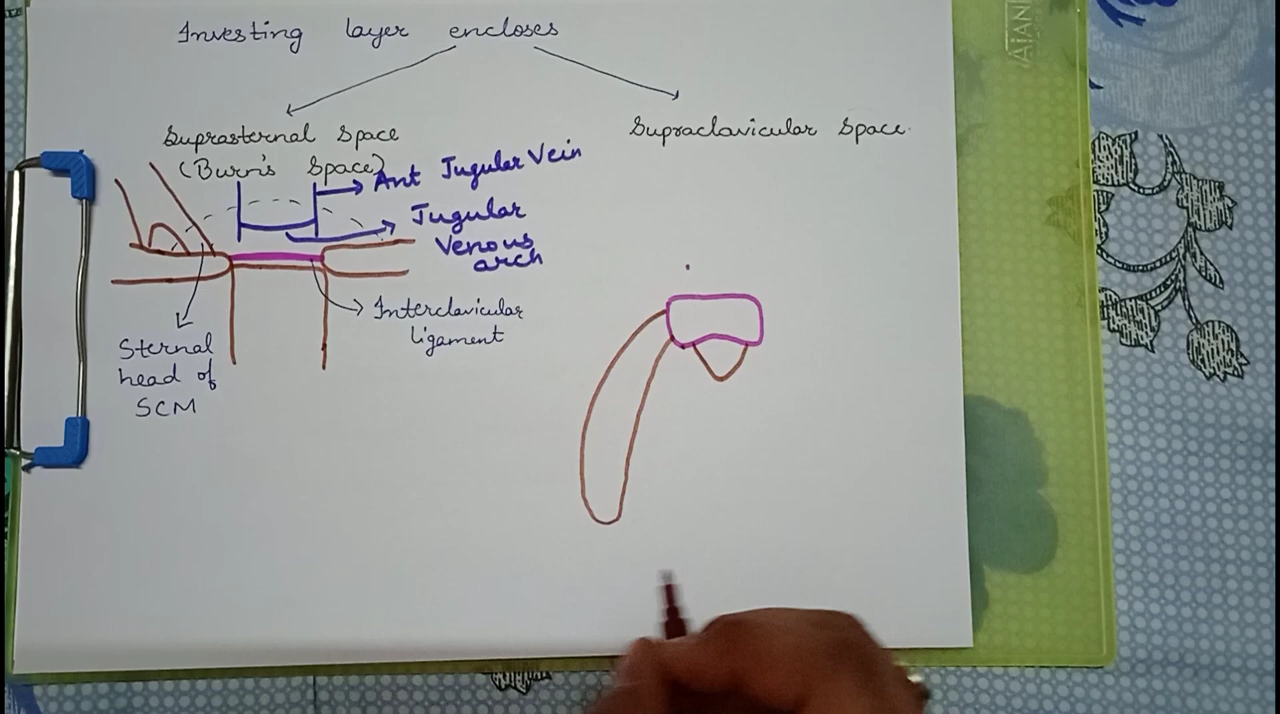 Investing layer encloses
Suprasternal Space
(Burn's Space)
Supraclavicular Space.
Ant Jugular Vein
Jugular
Venous
arch
Interclavicular
ligament
Sternal
head of
SCM